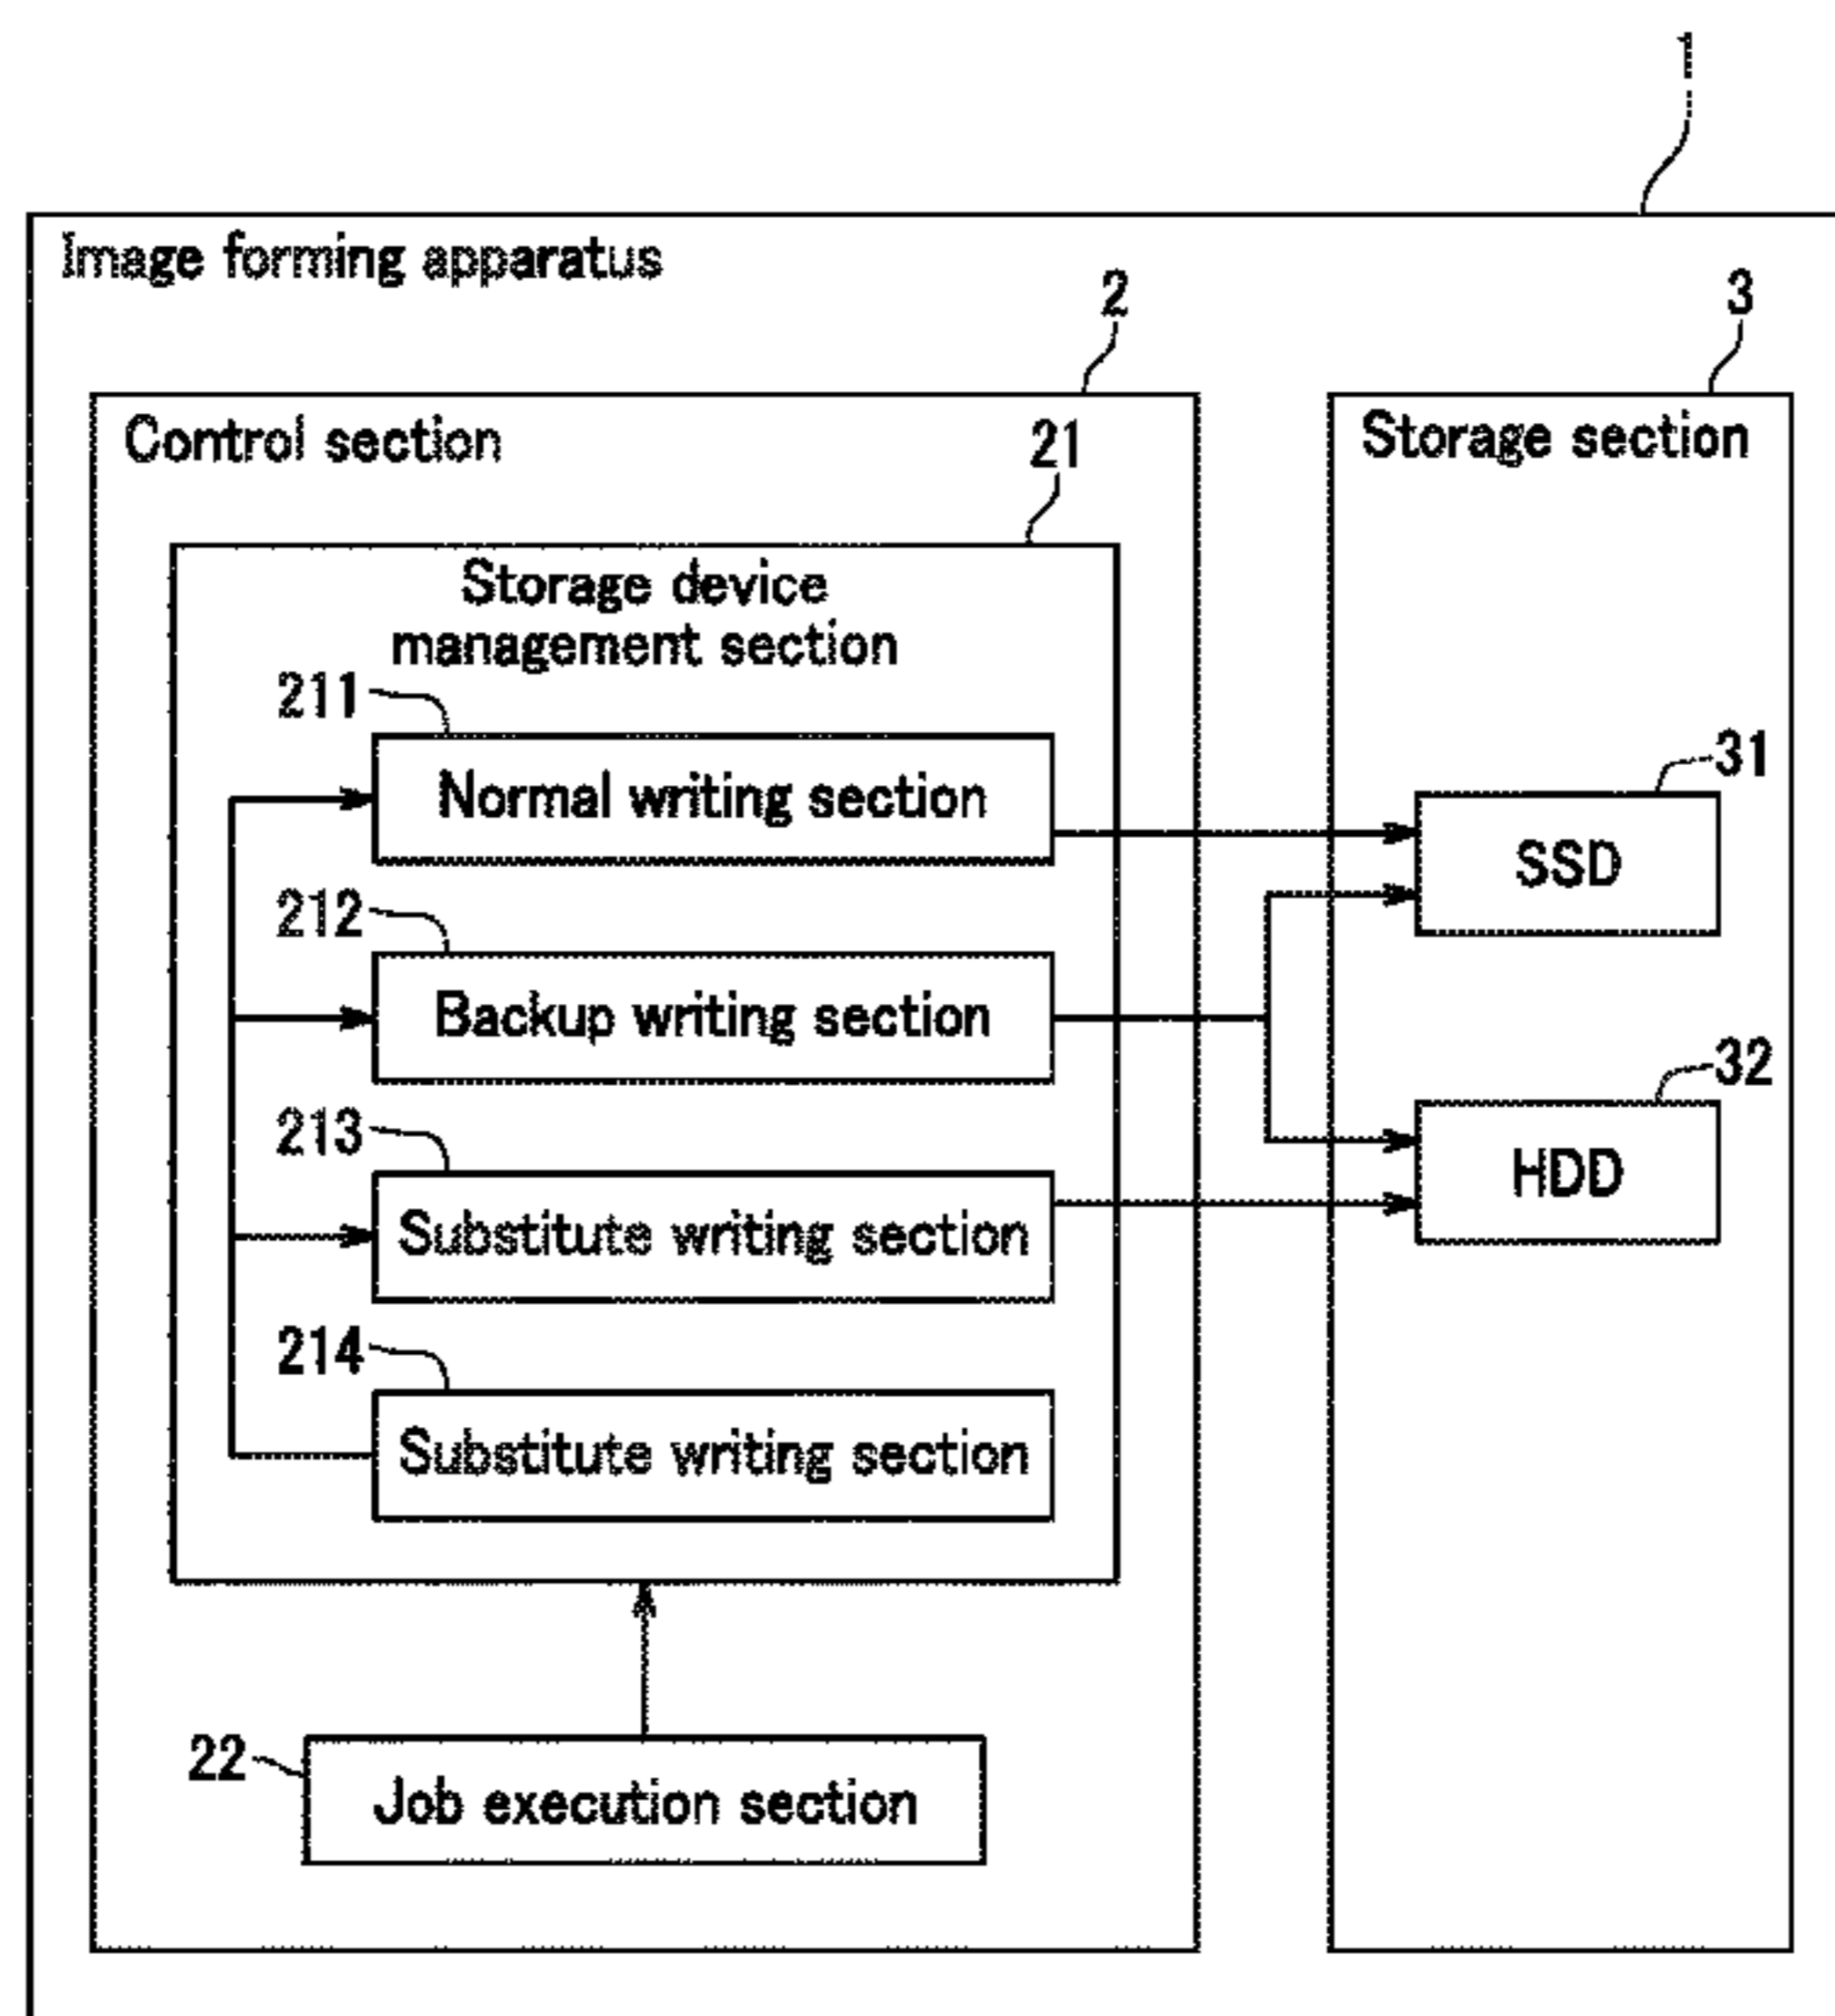 1
Image forming apparatus
2
3
Control section
Storage section
21
Storage device
management section
211
Normal writing section
31
SSD
212
Backup writing section
32
HDD
213
Substitute writing section
214
Substitute writing section
22
Job execution section